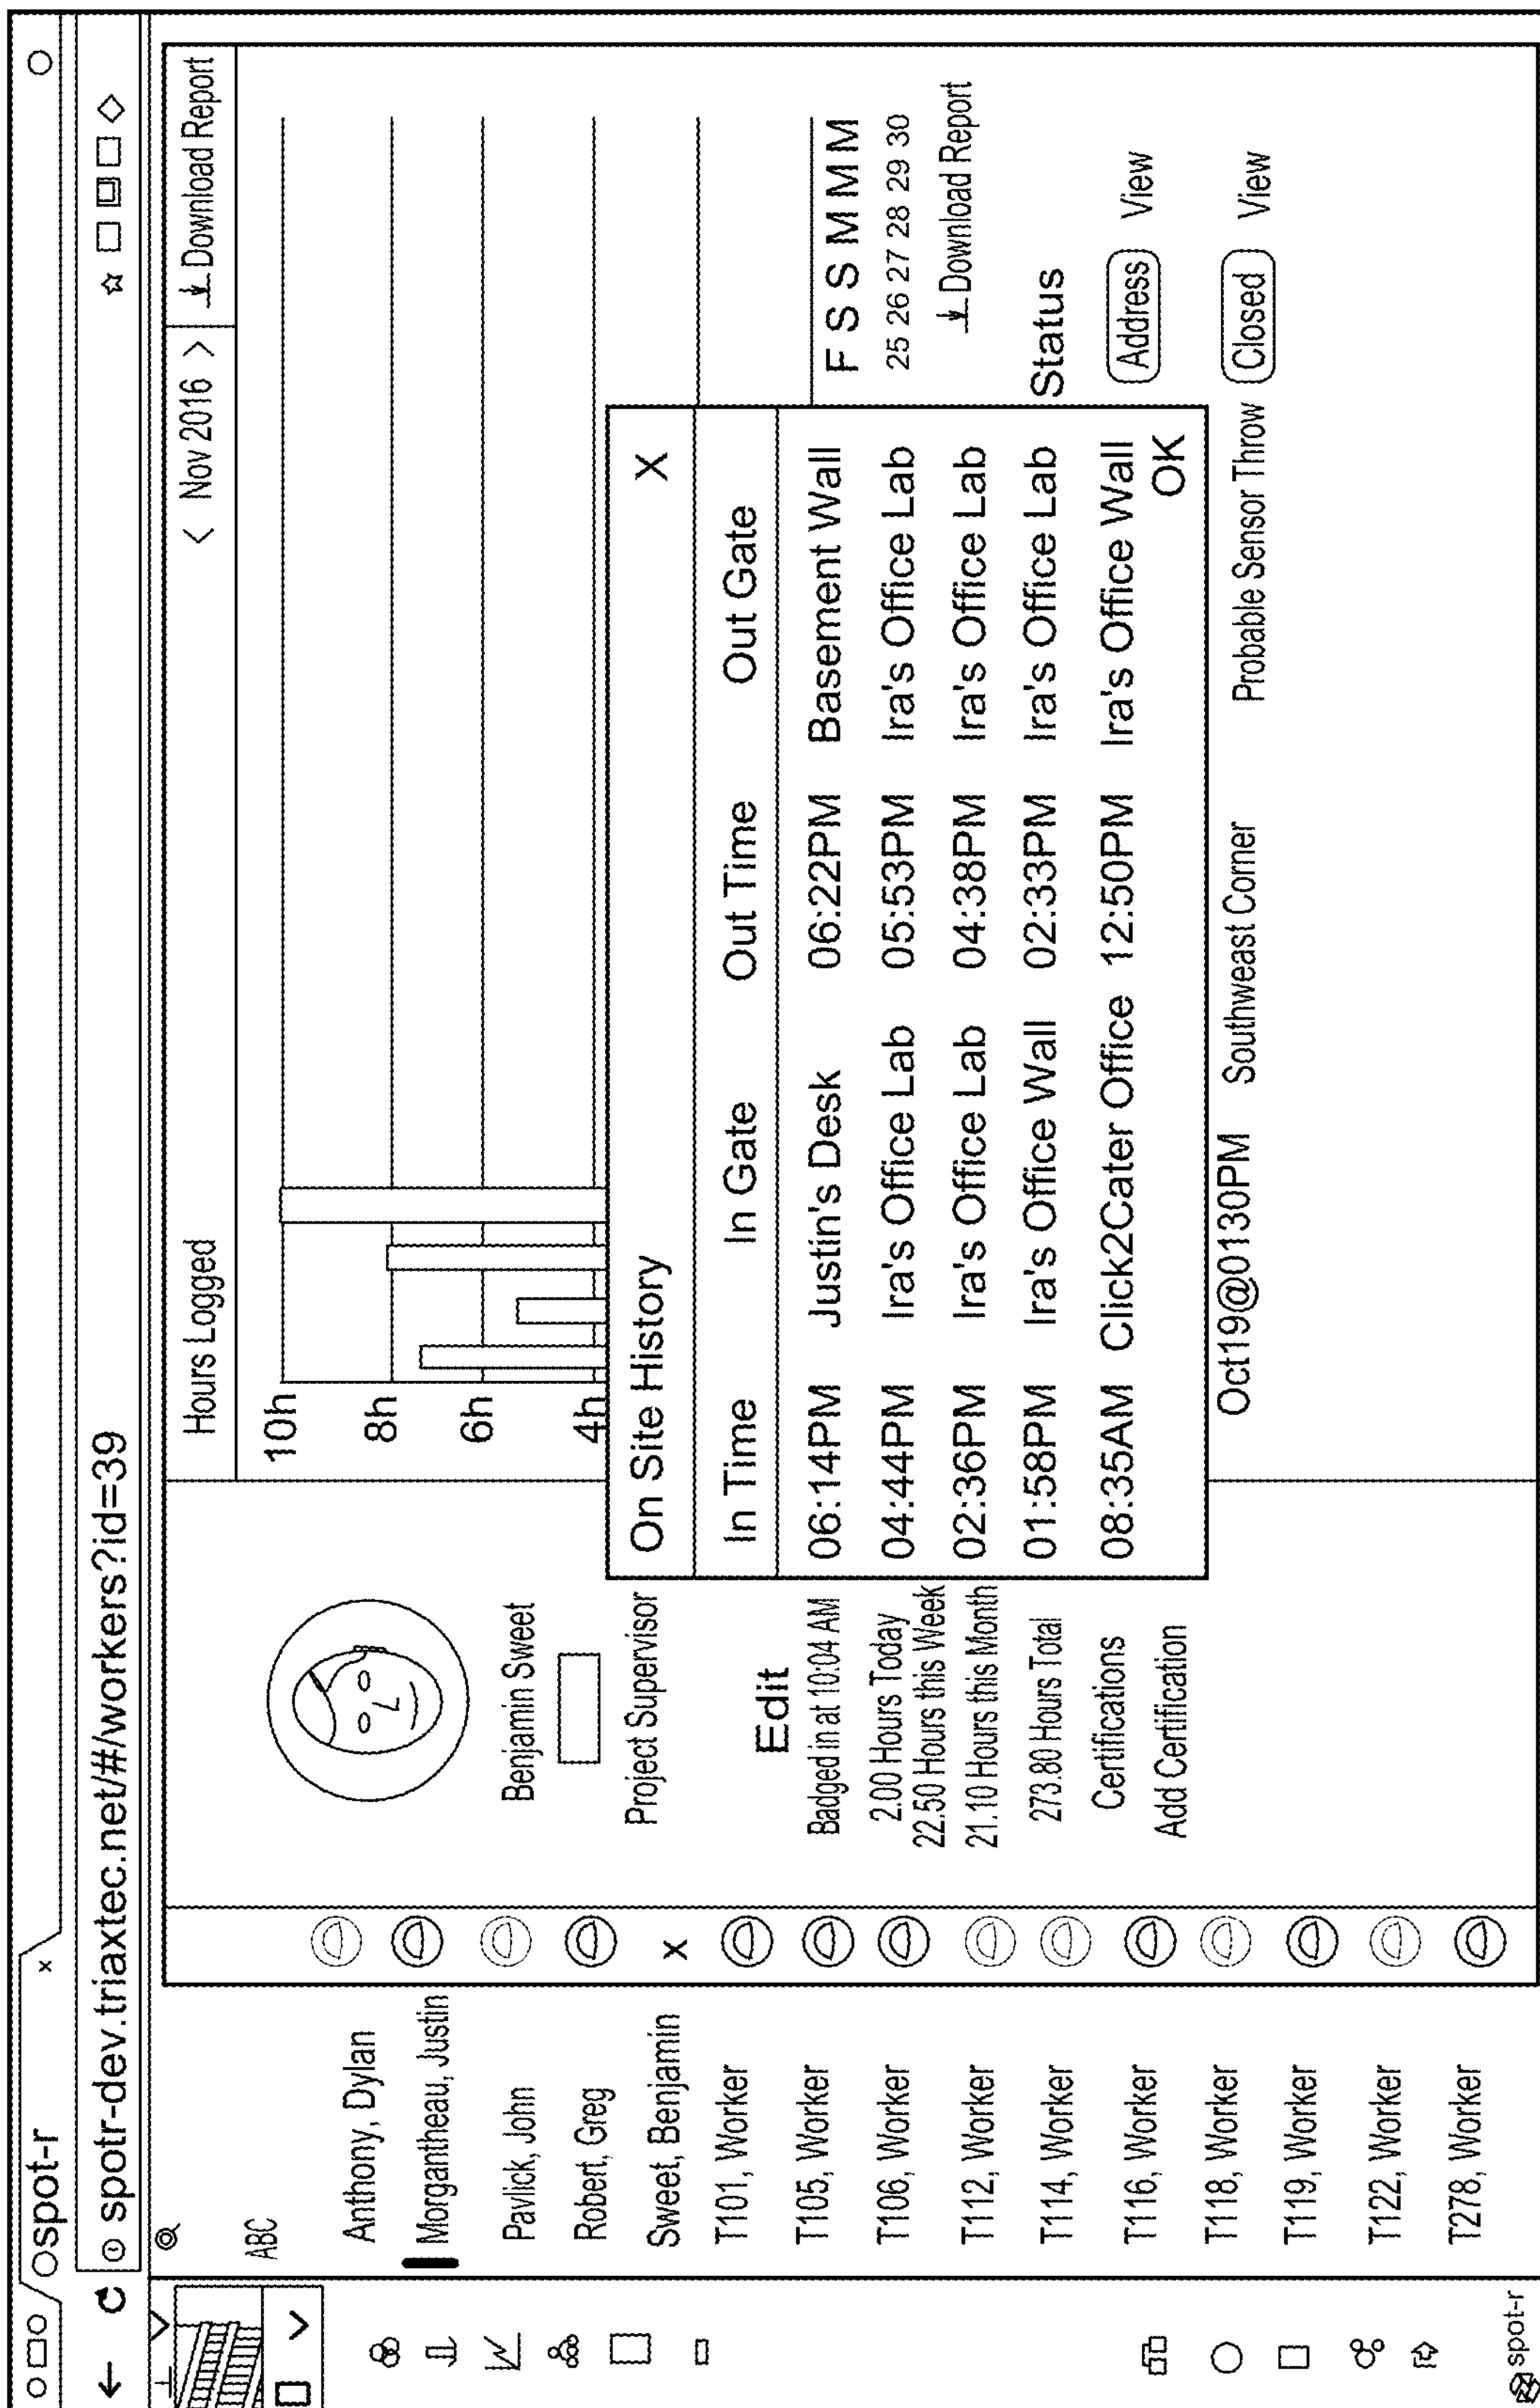 spot-r x
spotr-dev.triaxtec.net/#/workers?id=39
ABC
Anthony, Dylan
Morgantheau, Justin
Pavlick, John
Robert, Greg
Sweet, Benjamin x
T101, Worker
T105, Worker
T106, Worker
T112, Worker
T114, Worker
T116, Worker
T118, Worker
T119, Worker
T122, Worker
T278, Worker
spot-r
Benjamin Sweet
Project Supervisor
Edit
Badged in at 10:04 AM
2.00 Hours Today
22.50 Hours this Week
21.10 Hours this Month
273.80 Hours Total
Certifications
Add Certification
Hours Logged < Nov 2016 > Download Report
10h
8h
6h
4h
On Site History X
In Time In Gate Out Time Out Gate
06:14PM Justin's Desk 06:22PM Basement Wall
04:44PM Ira's Office Lab 05:53PM Ira's Office Lab
02:36PM Ira's Office Lab 04:38PM Ira's Office Lab
01:58PM Ira's Office Wall 02:33PM Ira's Office Lab
08:35AM Click2Cater Office 12:50PM Ira's Office Wall
OK
F S S M M M
25 26 27 28 29 30
Download Report
Status
Address View
Oct19@0130PM Southweast Corner Probable Sensor Throw Closed View